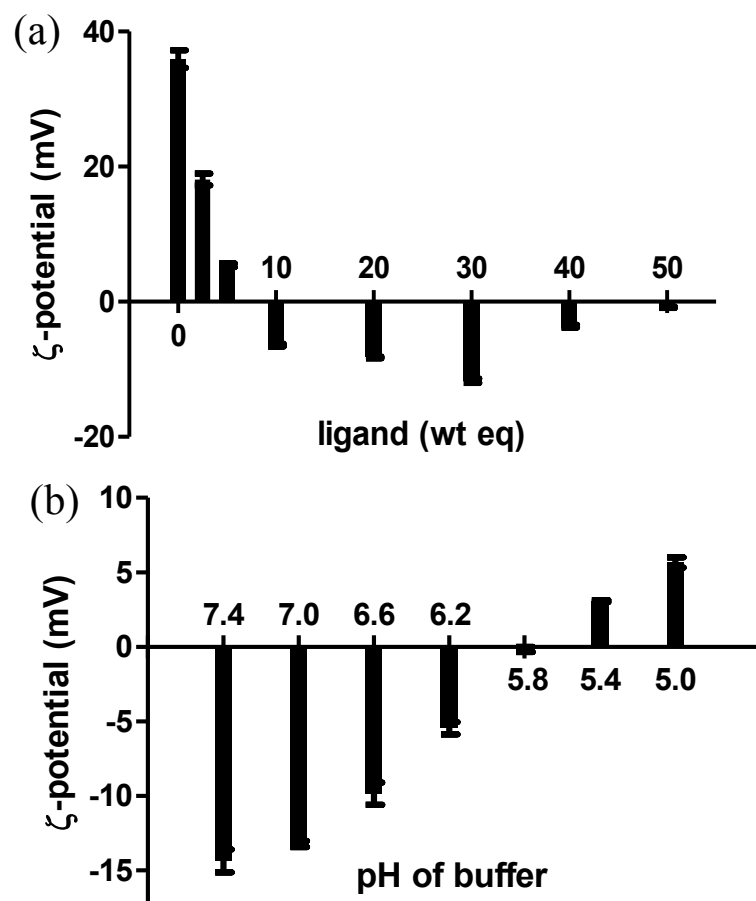 (a)
40
20
0
-20
ζ-potential (mV)
10 20 30 40 50
0
ligand (wt eq)
(b)
10
5
0
-5
-10
-15
ζ-potential (mV)
7.4 7.0 6.6 6.2
5.8 5.4 5.0
pH of buffer